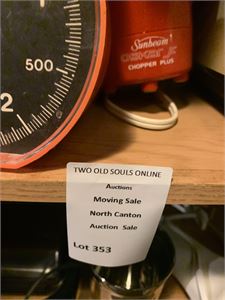 Sunbeam
OSKAR Jr.
CHOPPER PLUS
500
2
TWO OLD SOULS ONLINE
Auctions
Moving Sale
North Canton
Auction Sale
Lot 353